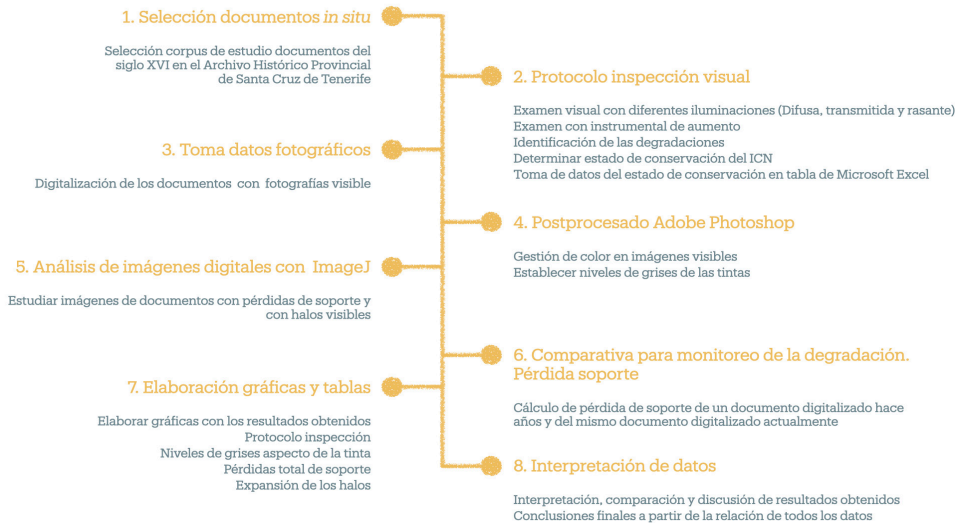 1. Selección documentos in situ
Selección corpus de estudio documentos del
siglo XVI en el Archivo Histórico Provincial
de Santa Cruz de Tenerife
2. Protocolo inspección visual
Examen visual con diferentes iluminaciones (Difusa, transmitida y rasante)
Examen con instrumental de aumento
Identificación de las degradaciones
Determinar estado de conservación del ICN
Toma de datos del estado de conservación en tabla de Microsoft Excel
3. Toma datos fotográficos
Digitalización de los documentos con fotografías visible
4. Postprocesado Adobe Photoshop
Gestión de color en imágenes visibles
Establecer niveles de grises de las tintas
5. Análisis de imágenes digitales con ImageJ
Estudiar imágenes de documentos con pérdidas de soporte y
con halos visibles
6. Comparativa para monitoreo de la degradación.
Pérdida soporte
Cálculo de pérdida de soporte de un documento digitalizado hace
años y del mismo documento digitalizado actualmente
7. Elaboración gráficas y tablas
Elaborar gráficas con los resultados obtenidos
Protocolo inspección
Niveles de grises aspecto de la tinta
Pérdidas total de soporte
Expansión de los halos
8. Interpretación de datos
Interpretación, comparación y discusión de resultados obtenidos
Conclusiones finales a partir de la relación de todos los datos